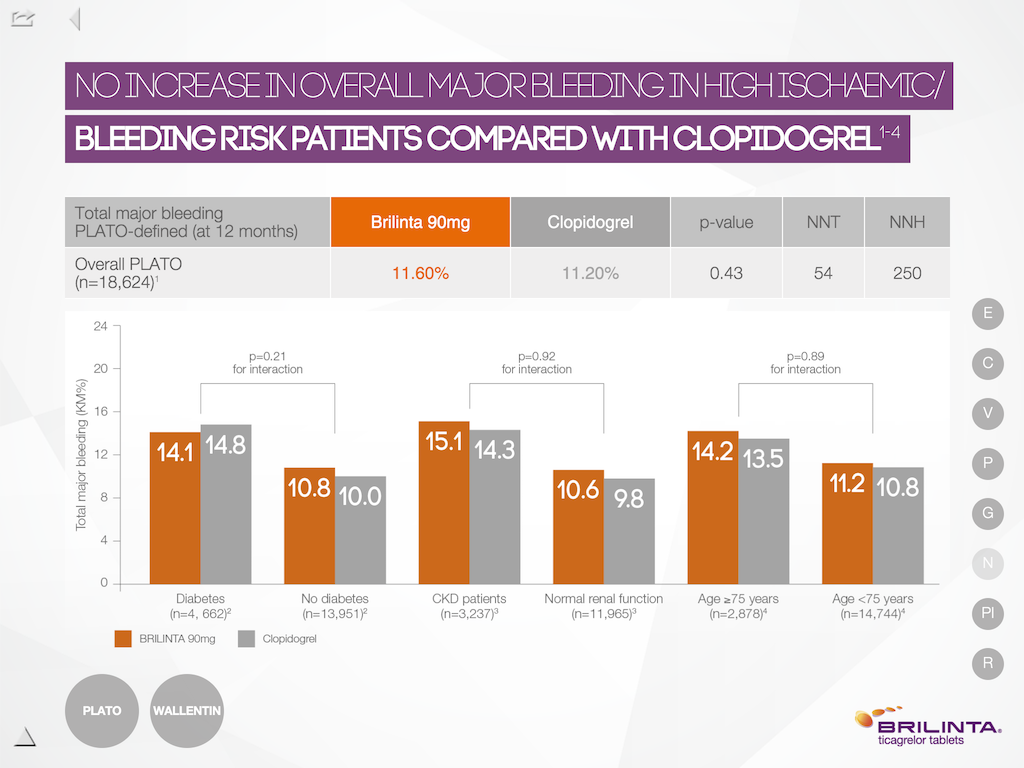 NO INCREASE IN OVERALL MAJOR BLEEDING IN HIGH ISCHAEMIC/
BLEEDING RISK PATIENTS COMPARED WITH CLOPIDOGREL1-4
Total major bleeding
PLATO-defined (at 12 months)
Brilinta 90mg
Clopidogrel
p-value
NNT
NNH
Overall PLATO
(n=18,624)1
11.60%
11.20%
0.43
54
250
E
C
V
P
G
N
PI
R
Total major bleeding (KM%)
24
20
16
12
8
4
0
p=0.21
for interaction
p=0.92
for interaction
p=0.89
for interaction
14.1
14.8
10.8
10.0
15.1
14.3
10.6
9.8
14.2
13.5
11.2
10.8
Diabetes
(n=4, 662)2
No diabetes
(n=13,951)2
CKD patients
(n=3,237)3
Normal renal function
(n=11,965)3
Age ≥75 years
(n=2,878)4
Age <75 years
(n=14,744)4
BRILINTA 90mg
Clopidogrel
PLATO
WALLENTIN
BRILINTA®
ticagrelor tablets